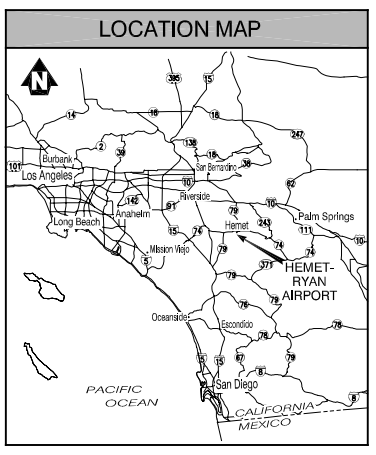 LOCATION MAP
N
395
15
14
18
18
247
2
39
138
18
38
101
Burbank
Los Angeles
San Bernardino
10
62
142
Riverside
91
Anaheim
Long Beach
79
10
Palm Springs
Hemet
243
111
15
74
Mission Viejo
79
74
74
10
5
371
HEMET-
RYAN
AIRPORT
79
76
79
Oceanside
Escondido
78
78
5
15
67
79
8
San Diego
8
PACIFIC
OCEAN
CALIFORNIA
MEXICO